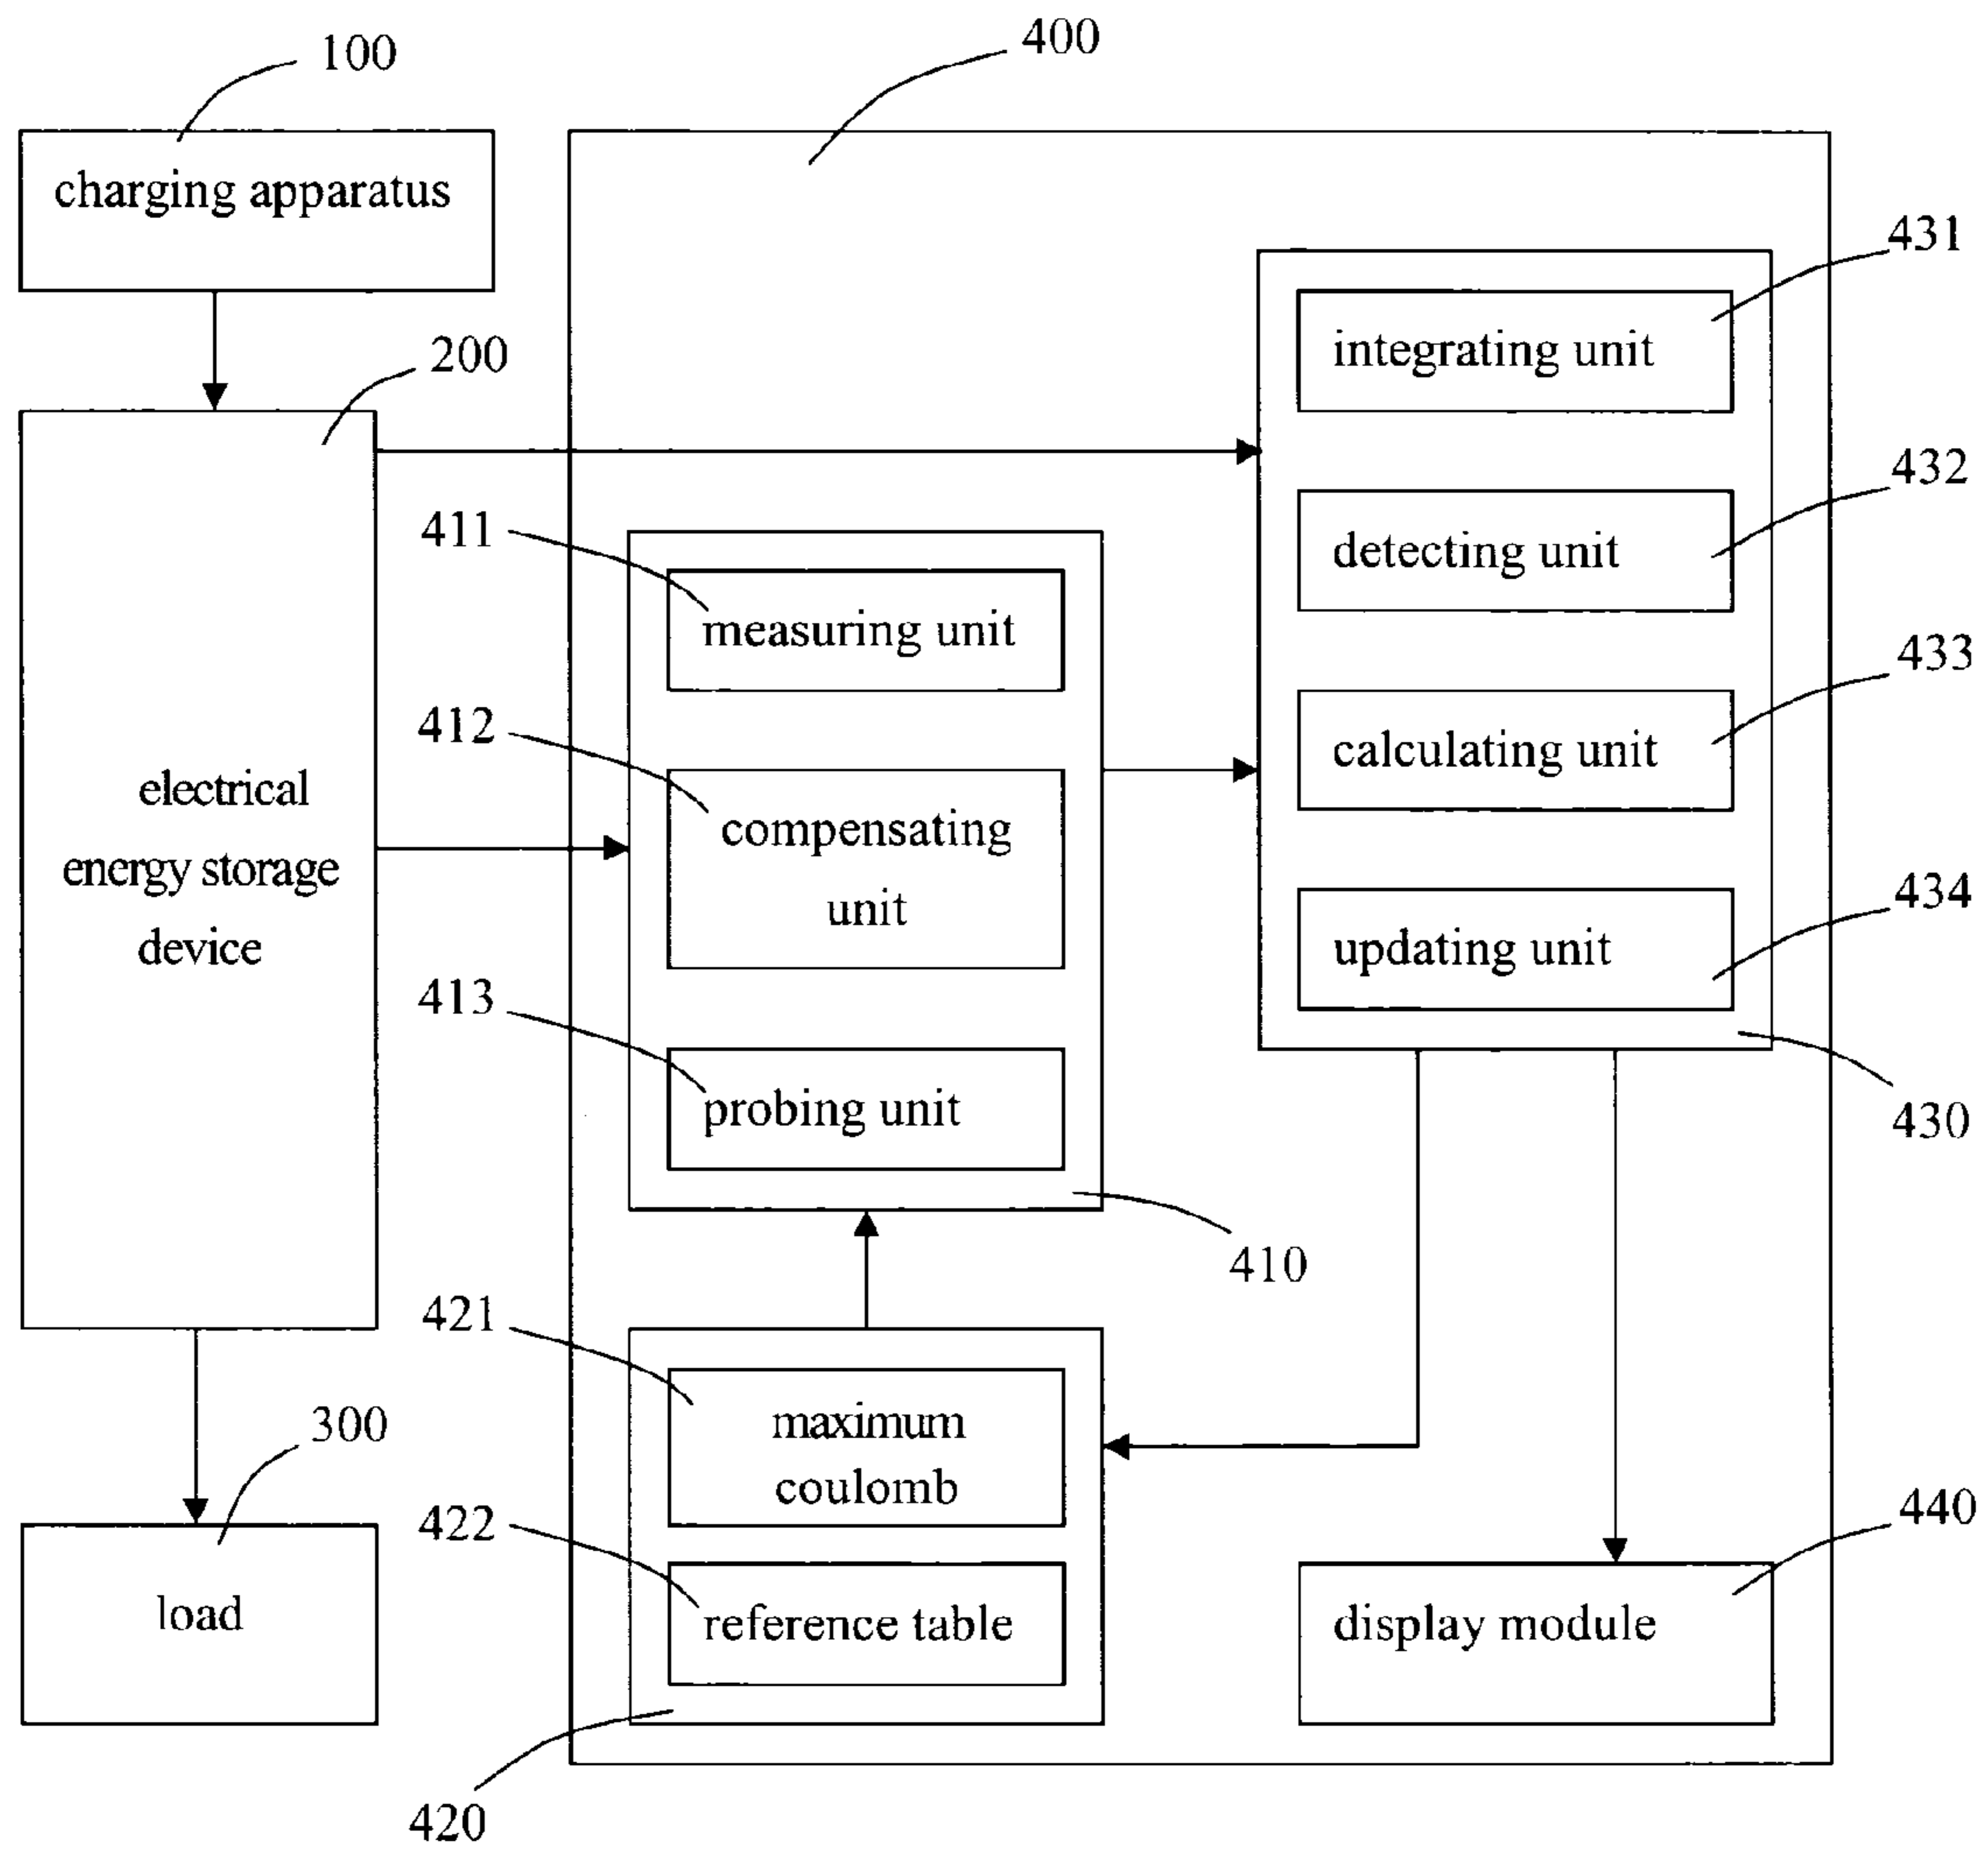 100
400
charging apparatus
431
integrating unit
200
432
detecting unit
411
measuring unit
433
calculating unit
412
compensating
unit
electrical
energy storage
device
434
updating unit
413
probing unit
430
410
421
maximum
coulomb
300
422
reference table
440
load
display module
420